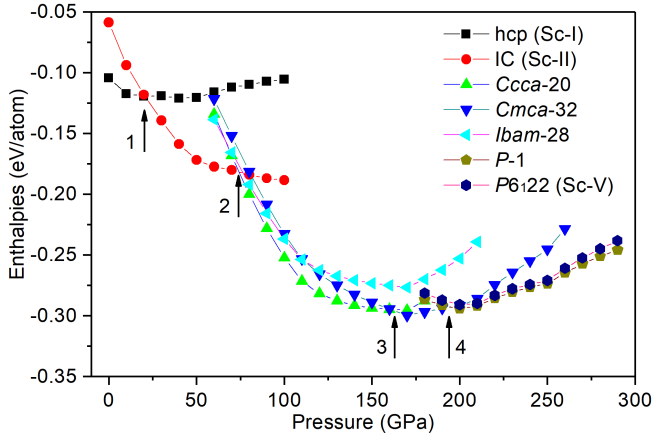 -0.05
-0.10
-0.15
-0.20
-0.25
-0.30
-0.35
Enthalpies (eV/atom)
hcp (Sc-I)
IC (Sc-II)
Ccca-20
Cmca-32
Ibam-28
P-1
P6₁22 (Sc-V)
1
2
3
4
0 50 100 150 200 250 300
Pressure (GPa)